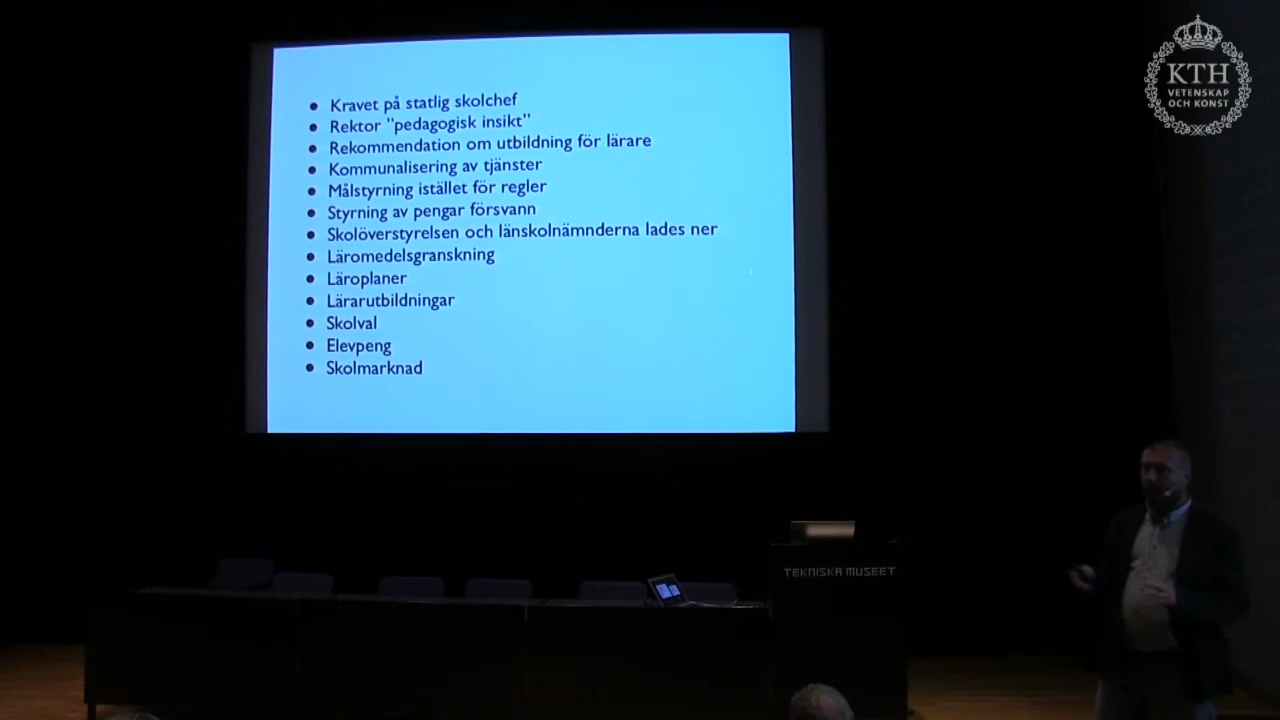 • Kravet på statlig skolchef
• Rektor ”pedagogisk insikt”
• Rekommendation om utbildning för lärare
• Kommunalisering av tjänster
• Målstyrning istället för regler
• Styrning av pengar försvann
• Skolöverstyrelsen och länskolnämnderna lades ner
• Läromedelsgranskning
• Läroplaner
• Lärarutbildningar
• Skolval
• Elevpeng
• Skolmarknad
KTH
VETENSKAP
OCH KONST
TEKNISKA MUSEET